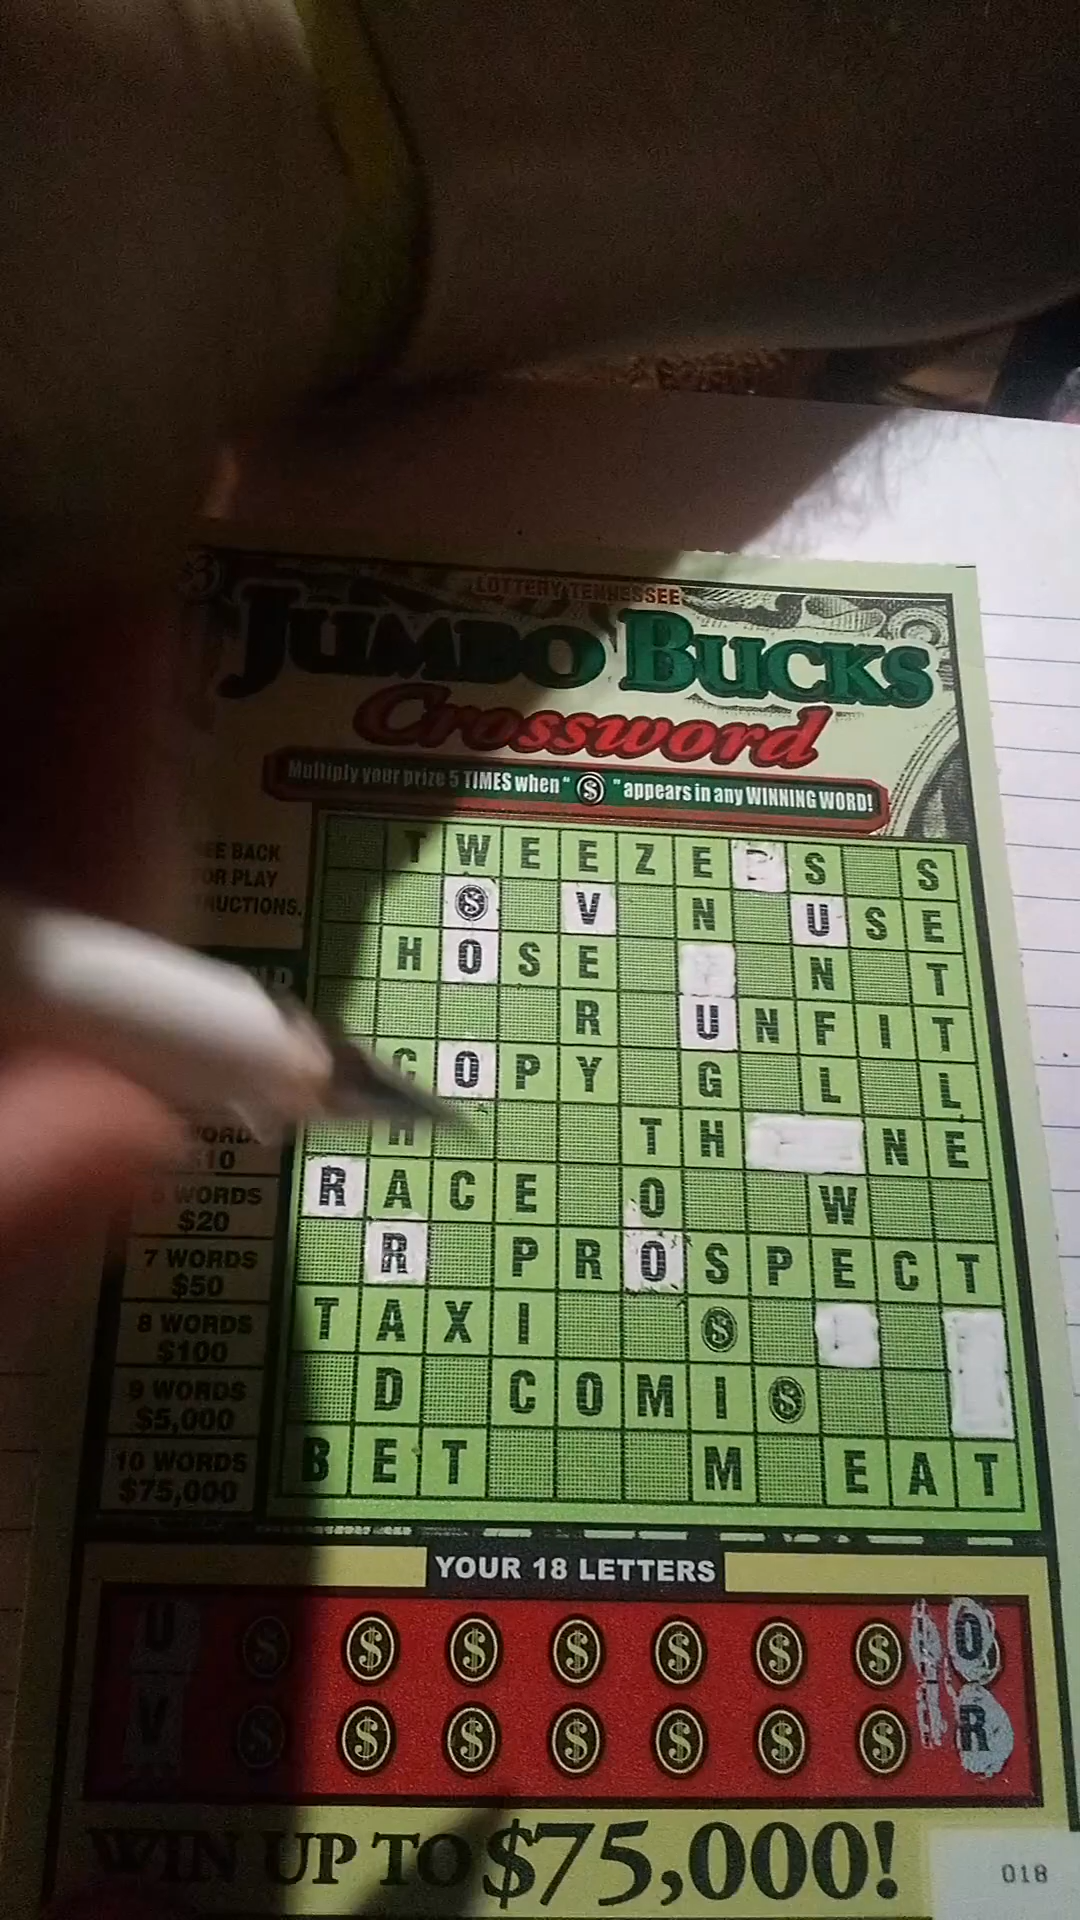 LOTTERY TENNESSEE
JUMBO BUCKS
Crossword
Multiply your prize 5 TIMES when "$" appears in any WINNING WORD!
T W E E Z E S S
$ V N U S E
H O S E N T
R U N F I T
C O P Y G L L
H T H N E
R A C E O W
R P R O S P E C T
T A X I $
D C O M I $
B E T M E A T
10
WORDS
$20
7 WORDS
$50
8 WORDS
$100
9 WORDS
$5,000
10 WORDS
$75,000
YOUR 18 LETTERS
U $ $ $ $ $ $ $ O
V $ $ $ $ $ $ $ R
WIN UP TO $75,000!
018